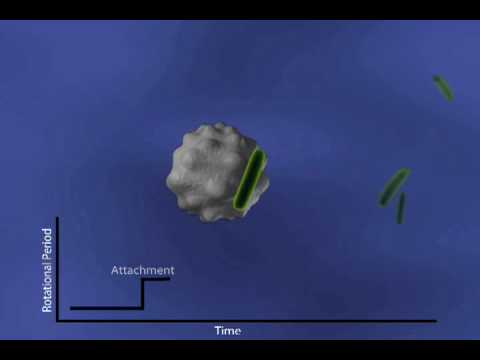 Attachment
Rotational Period
Time